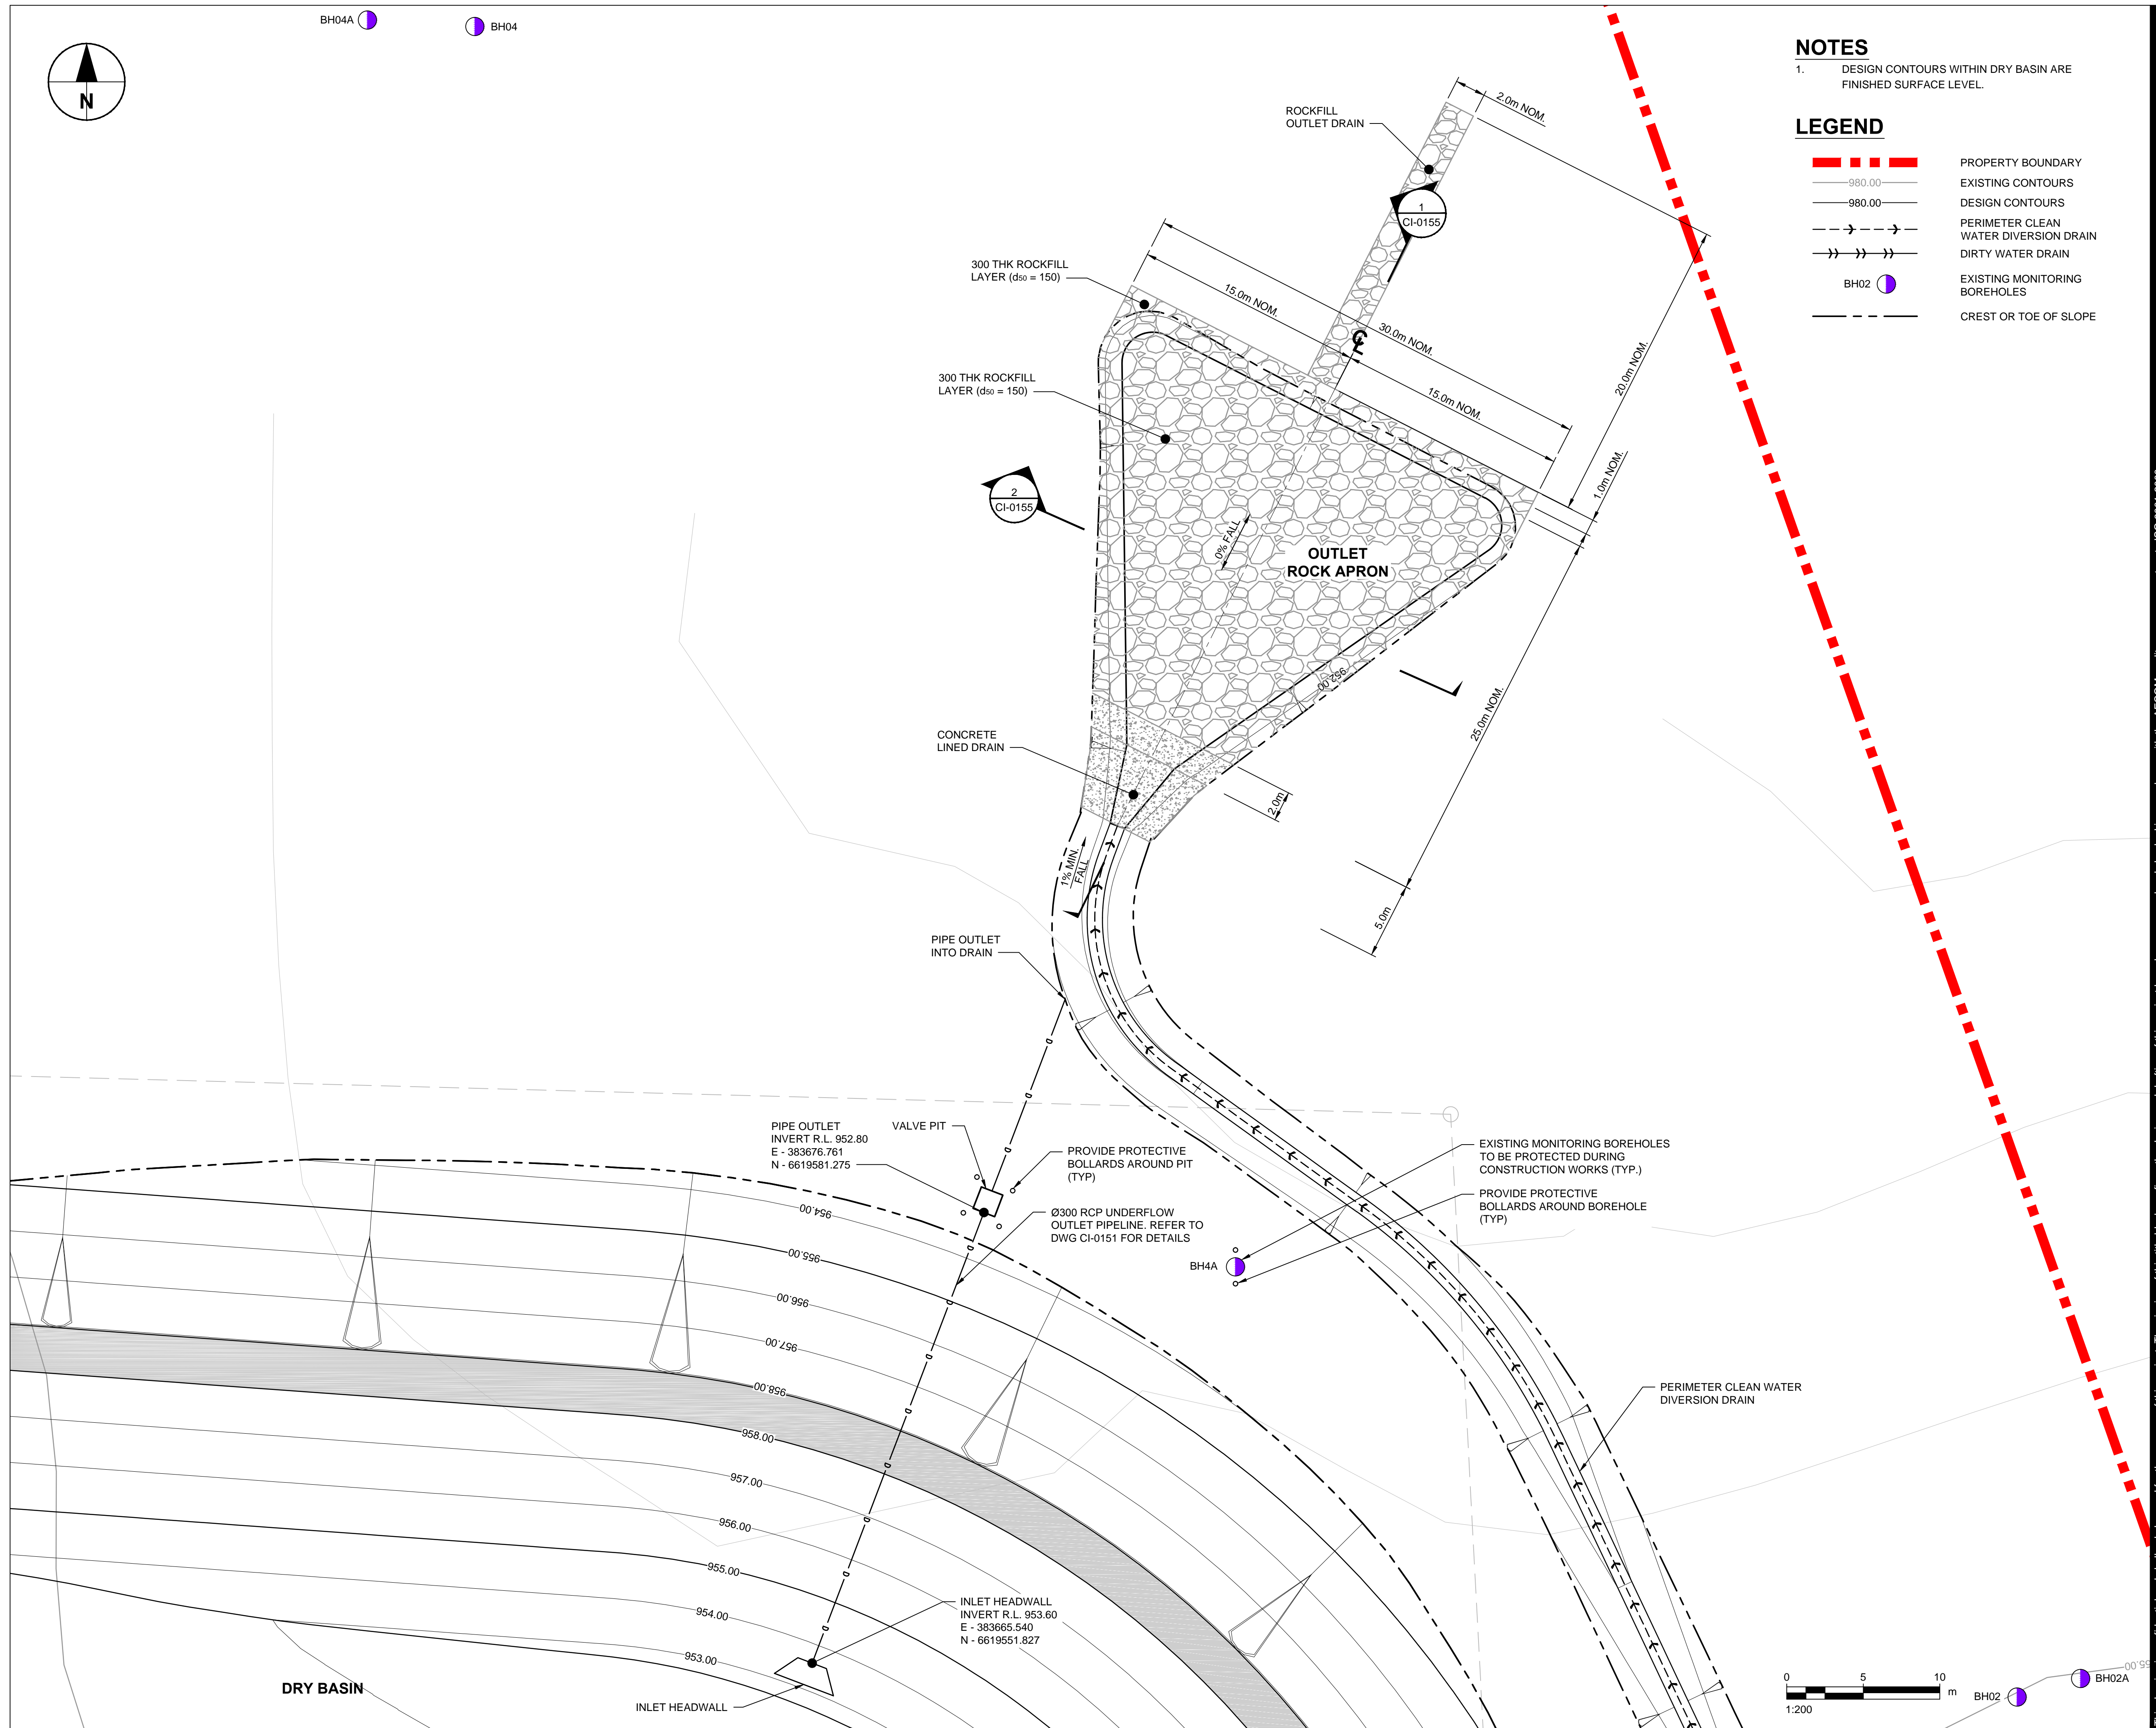 BH04A
BH04
N
NOTES
1. DESIGN CONTOURS WITHIN DRY BASIN ARE
FINISHED SURFACE LEVEL.
LEGEND
PROPERTY BOUNDARY
980.00
EXISTING CONTOURS
980.00
DESIGN CONTOURS
PERIMETER CLEAN
WATER DIVERSION DRAIN
DIRTY WATER DRAIN
BH02
EXISTING MONITORING
BOREHOLES
CREST OR TOE OF SLOPE
2.0m NOM.
ROCKFILL
OUTLET DRAIN
1
CI-0155
300 THK ROCKFILL
LAYER (d50 = 150)
15.0m NOM.
30.0m NOM.
℄
15.0m NOM.
20.0m NOM.
300 THK ROCKFILL
LAYER (d50 = 150)
1.0m NOM.
2
CI-0155
0% FALL
OUTLET
ROCK APRON
952.00
25.0m NOM.
CONCRETE
LINED DRAIN
2.0m
1% MIN.
FALL
5.0m
PIPE OUTLET
INTO DRAIN
D
D
D
PIPE OUTLET
INVERT R.L. 952.80
E - 383676.761
N - 6619581.275
VALVE PIT
PROVIDE PROTECTIVE
BOLLARDS AROUND PIT
(TYP)
EXISTING MONITORING BOREHOLES
TO BE PROTECTED DURING
CONSTRUCTION WORKS (TYP.)
PROVIDE PROTECTIVE
BOLLARDS AROUND BOREHOLE
(TYP)
Ø300 RCP UNDERFLOW
OUTLET PIPELINE. REFER TO
DWG CI-0151 FOR DETAILS
BH4A
954.00
955.00
956.00
957.00
958.00
D
D
D
D
D
D
D
D
958.00
957.00
956.00
955.00
954.00
953.00
PERIMETER CLEAN WATER
DIVERSION DRAIN
INLET HEADWALL
INVERT R.L. 953.60
E - 383665.540
N - 6619551.827
DRY BASIN
INLET HEADWALL
0 5 10
m
1:200
BH02
BH02A